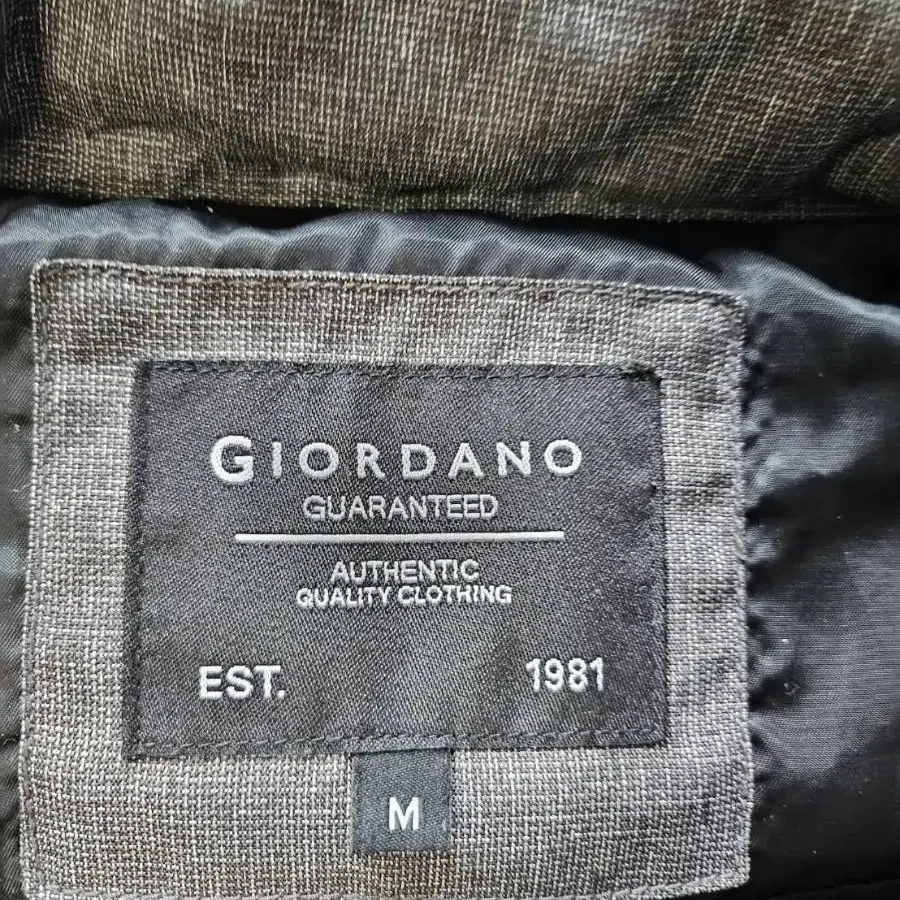 GIORDANO
GUARANTEED
AUTHENTIC
QUALITY CLOTHING
EST. 1981
M